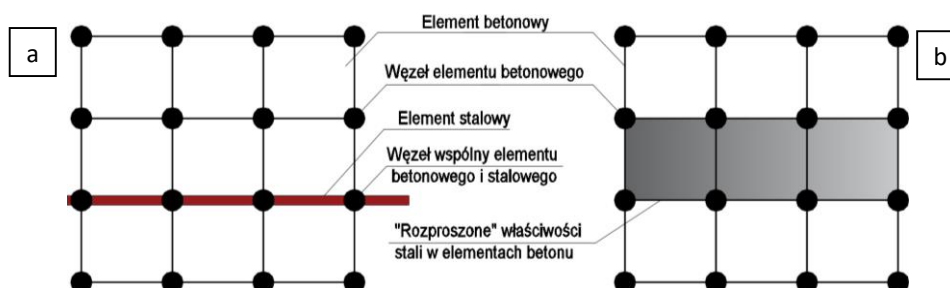 a
Element betonowy
Węzeł elementu betonowego
Element stalowy
Węzeł wspólny elementu
betonowego i stalowego
"Rozproszone" właściwości
stali w elementach betonu
b